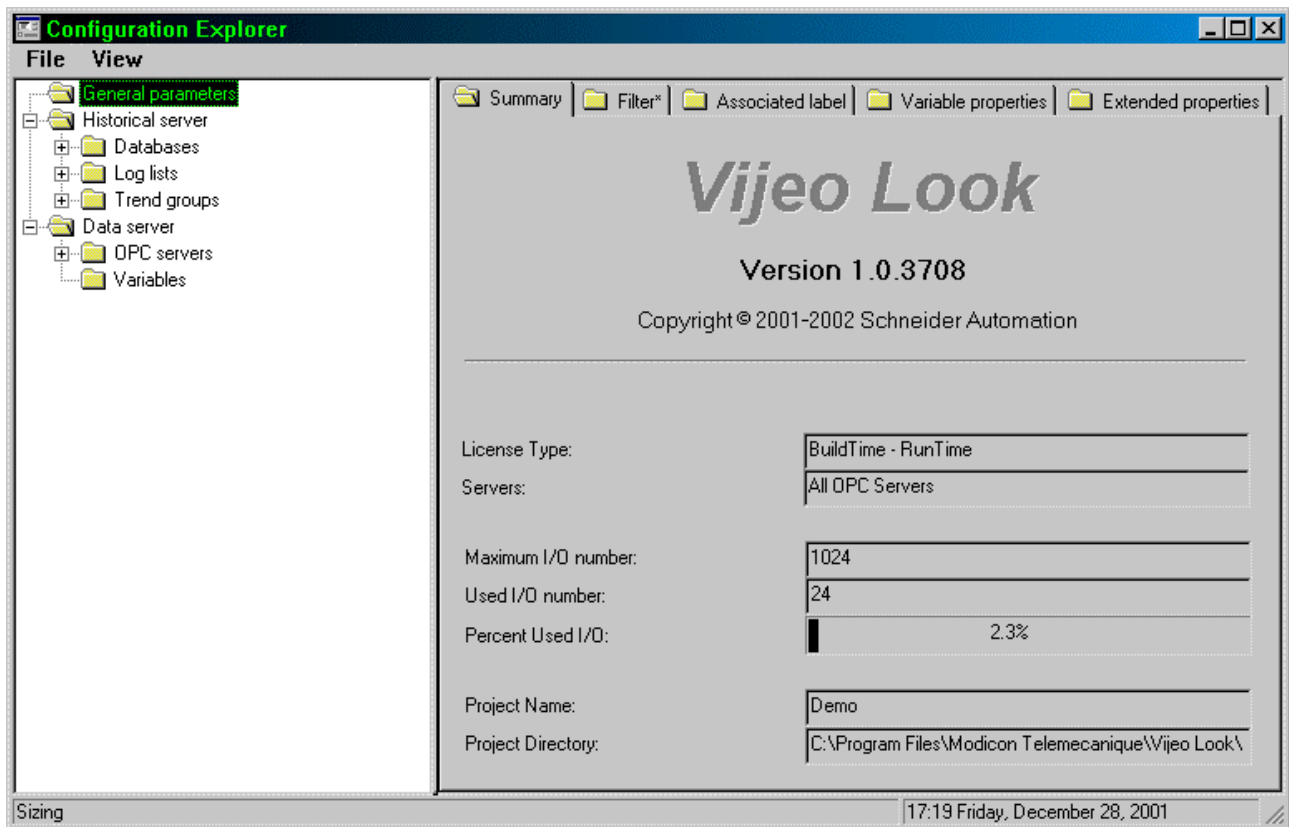 Configuration Explorer
File View
General parameters
Historical server
Databases
Log lists
Trend groups
Data server
OPC servers
Variables
Summary Filter* Associated label Variable properties Extended properties
Vijeo Look
Version 1.0.3708
Copyright © 2001-2002 Schneider Automation
License Type: BuildTime - RunTime
Servers: All OPC Servers
Maximum I/O number: 1024
Used I/O number: 24
Percent Used I/O: 2.3%
Project Name: Demo
Project Directory: C:\Program Files\Modicon Telemecanique\Vijeo Look\
Sizing 17:19 Friday, December 28, 2001